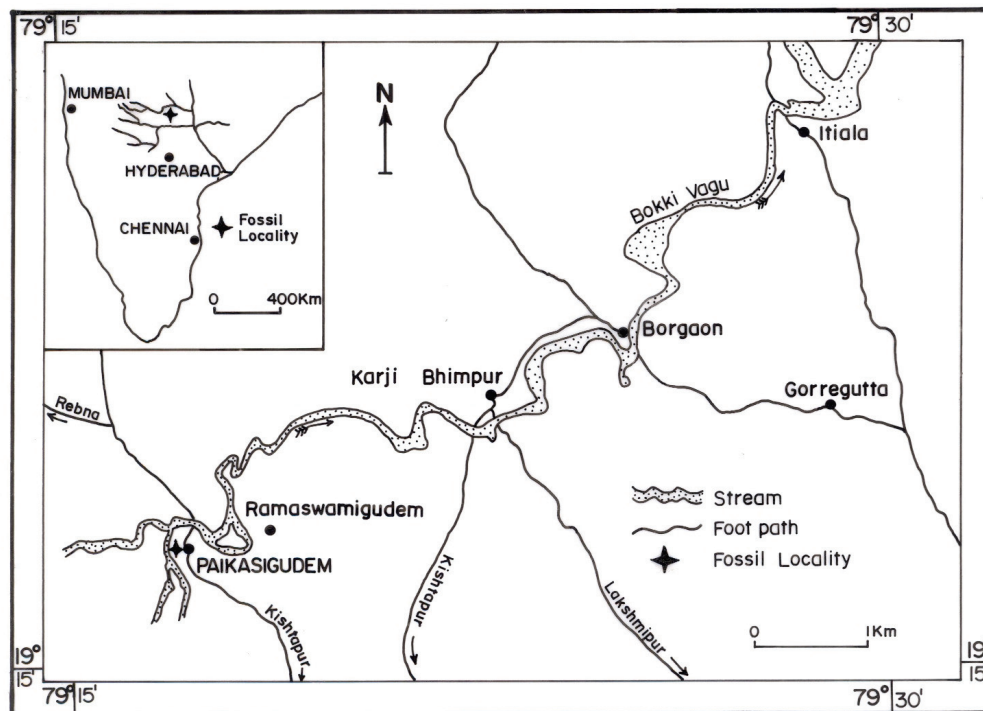 79° 15'
79° 30'
MUMBAI
HYDERABAD
CHENNAI
Fossil
Locality
0 400Km
N
Itiala
Bokki Vagu
Borgaon
Karji
Bhimpur
Gorregutta
Rebna
Ramaswamigudem
PAIKASIGUDEM
Stream
Foot path
Fossil Locality
Kishtapur
Kishtapur
Lakshmipur
0 1Km
19°
15'
19°
15'
79° 15'
79° 30'